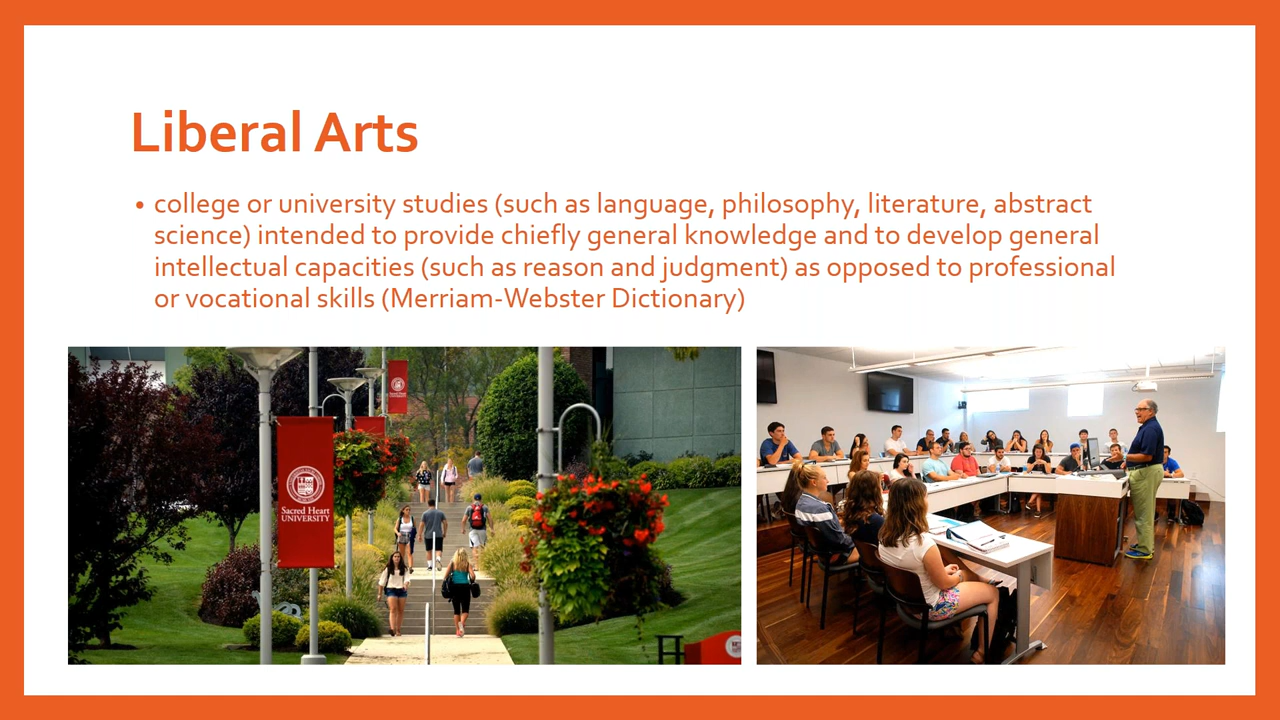 Liberal Arts
• college or university studies (such as language, philosophy, literature, abstract
science) intended to provide chiefly general knowledge and to develop general
intellectual capacities (such as reason and judgment) as opposed to professional
or vocational skills (Merriam-Webster Dictionary)
Sacred Heart
UNIVERSITY